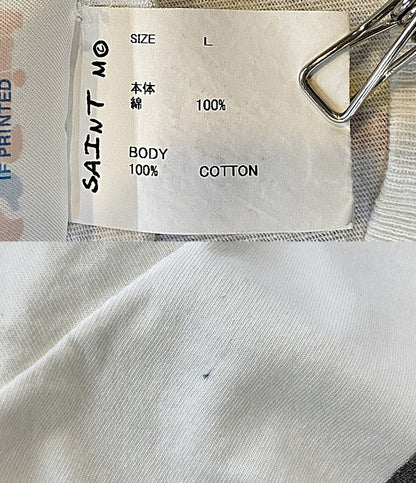 IF PRINTED
SAINT M©
SIZE L
本体
綿 100%
BODY
100% COTTON